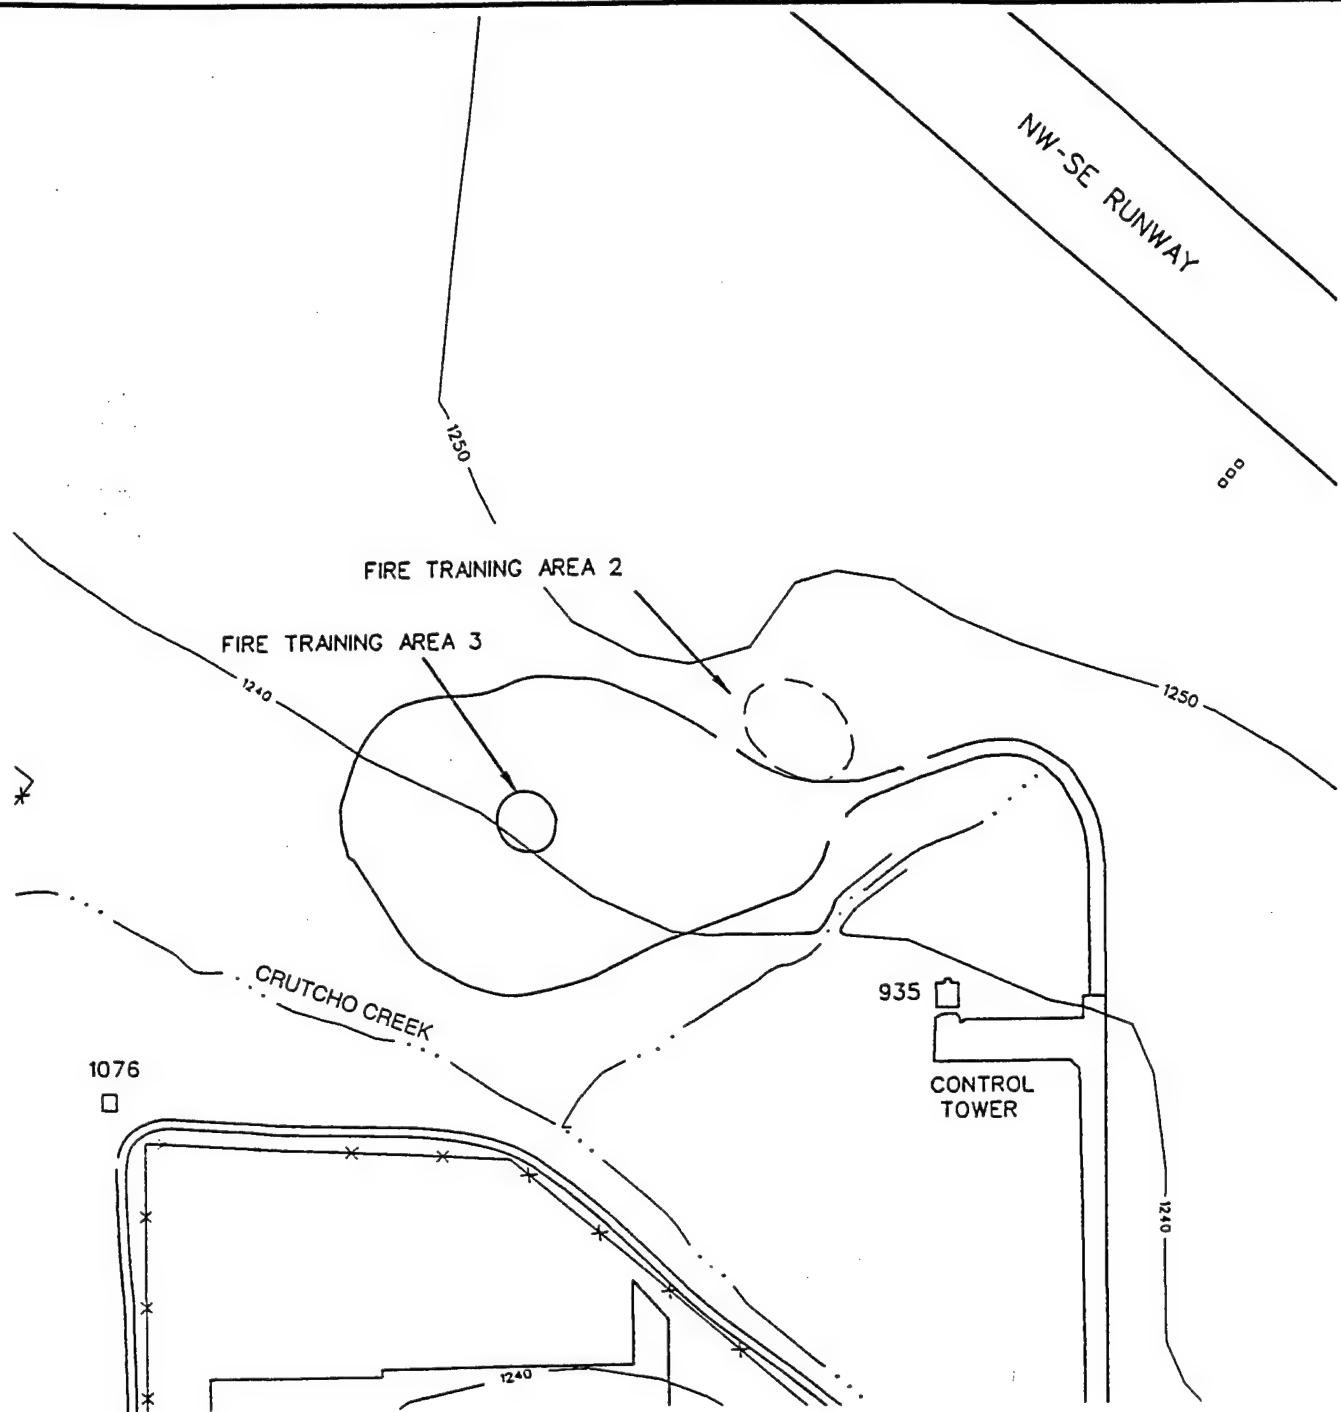 NW-SE RUNWAY
1250
FIRE TRAINING AREA 2
FIRE TRAINING AREA 3
1240
1250
CRUTCHO CREEK
935
1076
CONTROL
TOWER
1240
1240